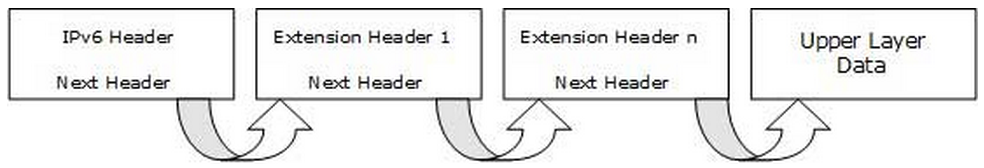 IPv6 Header
Next Header
Extension Header 1
Next Header
Extension Header n
Next Header
Upper Layer
Data